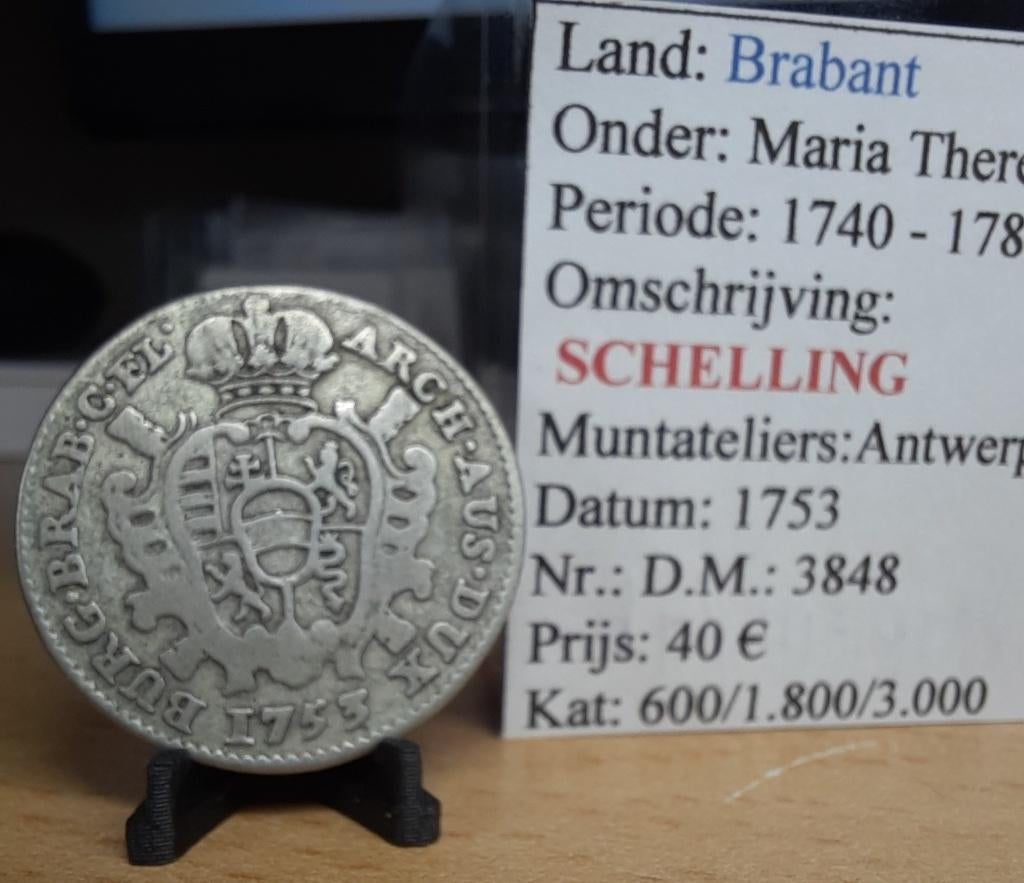 ARCH·AUS·DUX
BURG·BRAB·C·FL·
1753
Land: Brabant
Onder: Maria There
Periode: 1740 - 178
Omschrijving:
SCHELLING
Muntateliers:Antwerp
Datum: 1753
Nr.: D.M.: 3848
Prijs: 40 €
Kat: 600/1.800/3.000